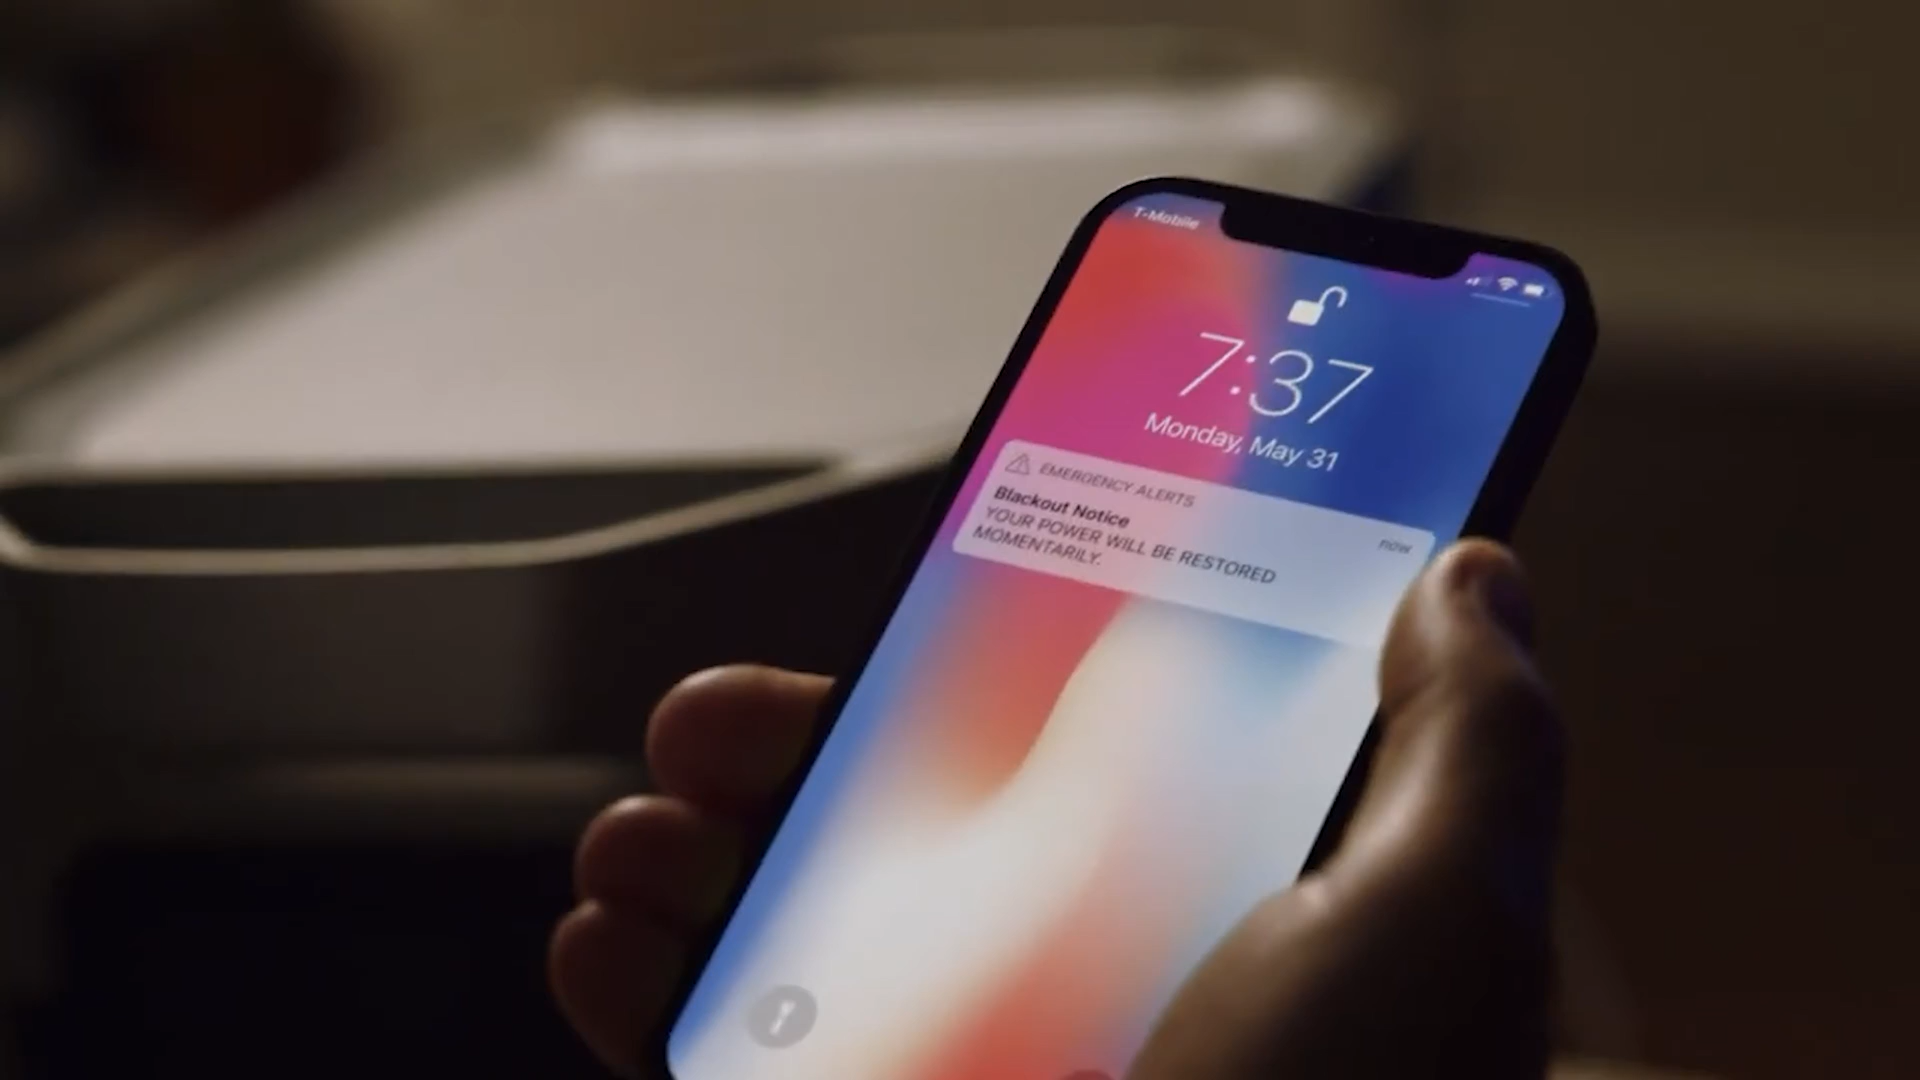 T-Mobile
7:37
Monday, May 31
EMERGENCY ALERTS
now
Blackout Notice
YOUR POWER WILL BE RESTORED
MOMENTARILY.